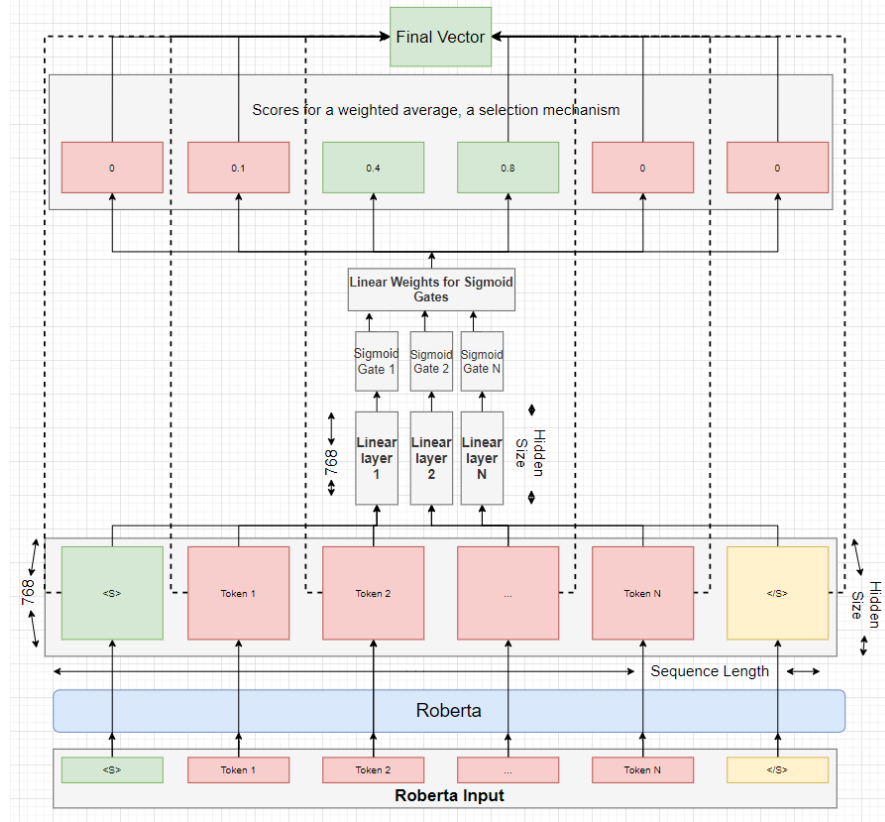 Final Vector
Scores for a weighted average, a selection mechanism
0
0.1
0.4
0.8
0
0
Linear Weights for Sigmoid
Gates
Sigmoid
Gate 1
Sigmoid
Gate 2
Sigmoid
Gate N
768
Linear
layer
1
Linear
layer
2
Linear
layer
N
Hidden
Size
768
<S>
Token 1
Token 2
...
Token N
</S>
Hidden
Size
Sequence Length
Roberta
<S>
Token 1
Token 2
...
Token N
</S>
Roberta Input